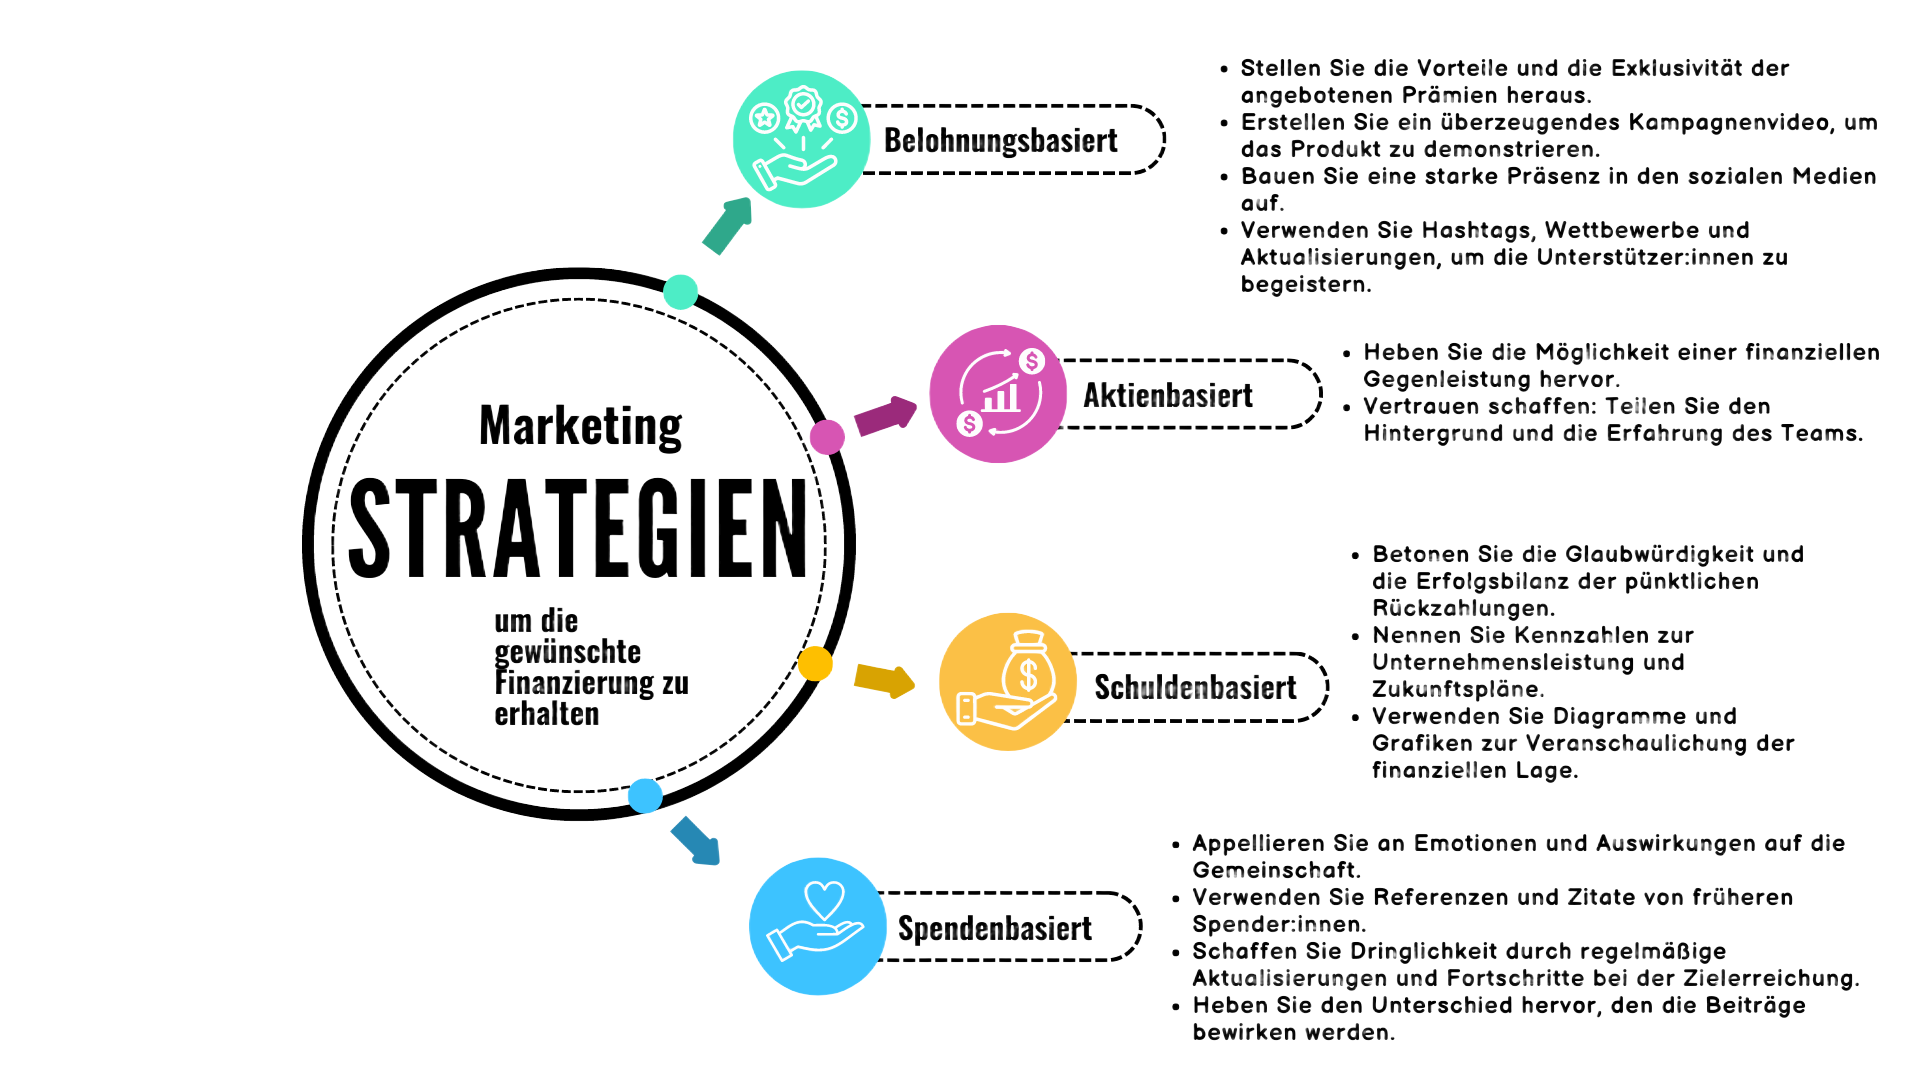 Marketing
STRATEGIEN
um die
gewünschte
Finanzierung zu
erhalten
Belohnungsbasiert
• Stellen Sie die Vorteile und die Exklusivität der
angebotenen Prämien heraus.
• Erstellen Sie ein überzeugendes Kampagnenvideo, um
das Produkt zu demonstrieren.
• Bauen Sie eine starke Präsenz in den sozialen Medien
auf.
• Verwenden Sie Hashtags, Wettbewerbe und
Aktualisierungen, um die Unterstützer:innen zu
begeistern.
Aktienbasiert
• Heben Sie die Möglichkeit einer finanziellen
Gegenleistung hervor.
• Vertrauen schaffen: Teilen Sie den
Hintergrund und die Erfahrung des Teams.
Schuldenbasiert
• Betonen Sie die Glaubwürdigkeit und
die Erfolgsbilanz der pünktlichen
Rückzahlungen.
• Nennen Sie Kennzahlen zur
Unternehmensleistung und
Zukunftspläne.
• Verwenden Sie Diagramme und
Grafiken zur Veranschaulichung der
finanziellen Lage.
Spendenbasiert
• Appellieren Sie an Emotionen und Auswirkungen auf die
Gemeinschaft.
• Verwenden Sie Referenzen und Zitate von früheren
Spender:innen.
• Schaffen Sie Dringlichkeit durch regelmäßige
Aktualisierungen und Fortschritte bei der Zielerreichung.
• Heben Sie den Unterschied hervor, den die Beiträge
bewirken werden.